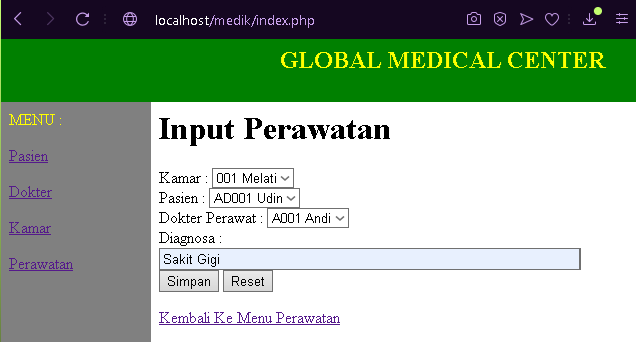 localhost/medik/index.php
GLOBAL MEDICAL CENTER
MENU :
Pasien
Dokter
Kamar
Perawatan
Input Perawatan
Kamar : 001 Melati
Pasien : AD001 Udin
Dokter Perawat : A001 Andi
Diagnosa :
Sakit Gigi
Simpan Reset
Kembali Ke Menu Perawatan